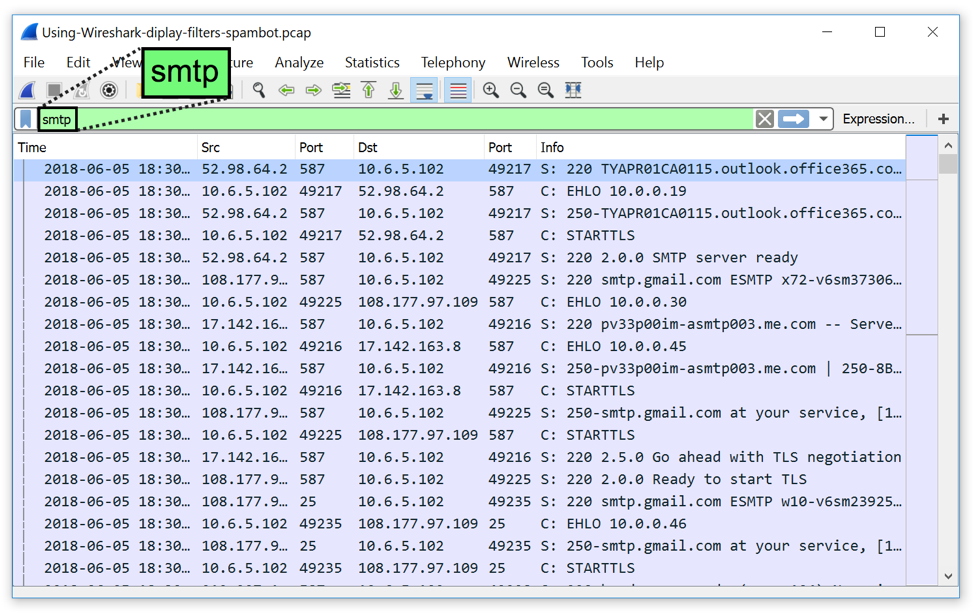 Using-Wireshark-diplay-filters-spambot.pcap
File Edit View ture Analyze Statistics Telephony Wireless Tools Help
smtp
smtp Expression...
Time Src Port Dst Port Info
2018-06-05 18:30... 52.98.64.2 587 10.6.5.102 49217 S: 220 TYAPR01CA0115.outlook.office365.co...
2018-06-05 18:30... 10.6.5.102 49217 52.98.64.2 587 C: EHLO 10.0.0.19
2018-06-05 18:30... 52.98.64.2 587 10.6.5.102 49217 S: 250-TYAPR01CA0115.outlook.office365.co...
2018-06-05 18:30... 10.6.5.102 49217 52.98.64.2 587 C: STARTTLS
2018-06-05 18:30... 52.98.64.2 587 10.6.5.102 49217 S: 220 2.0.0 SMTP server ready
2018-06-05 18:30... 108.177.9... 587 10.6.5.102 49225 S: 220 smtp.gmail.com ESMTP x72-v6sm37306...
2018-06-05 18:30... 10.6.5.102 49225 108.177.97.109 587 C: EHLO 10.0.0.30
2018-06-05 18:30... 17.142.16... 587 10.6.5.102 49216 S: 220 pv33p00im-asmtp003.me.com -- Serve...
2018-06-05 18:30... 10.6.5.102 49216 17.142.163.8 587 C: EHLO 10.0.0.45
2018-06-05 18:30... 17.142.16... 587 10.6.5.102 49216 S: 250-pv33p00im-asmtp003.me.com | 250-8B...
2018-06-05 18:30... 10.6.5.102 49216 17.142.163.8 587 C: STARTTLS
2018-06-05 18:30... 108.177.9... 587 10.6.5.102 49225 S: 250-smtp.gmail.com at your service, [1...
2018-06-05 18:30... 10.6.5.102 49225 108.177.97.109 587 C: STARTTLS
2018-06-05 18:30... 17.142.16... 587 10.6.5.102 49216 S: 220 2.5.0 Go ahead with TLS negotiation
2018-06-05 18:30... 108.177.9... 587 10.6.5.102 49225 S: 220 2.0.0 Ready to start TLS
2018-06-05 18:30... 108.177.9... 25 10.6.5.102 49235 S: 220 smtp.gmail.com ESMTP w10-v6sm23925...
2018-06-05 18:30... 10.6.5.102 49235 108.177.97.109 25 C: EHLO 10.0.0.46
2018-06-05 18:30... 108.177.9... 25 10.6.5.102 49235 S: 250-smtp.gmail.com at your service, [1...
2018-06-05 18:30... 10.6.5.102 49235 108.177.97.109 25 C: STARTTLS